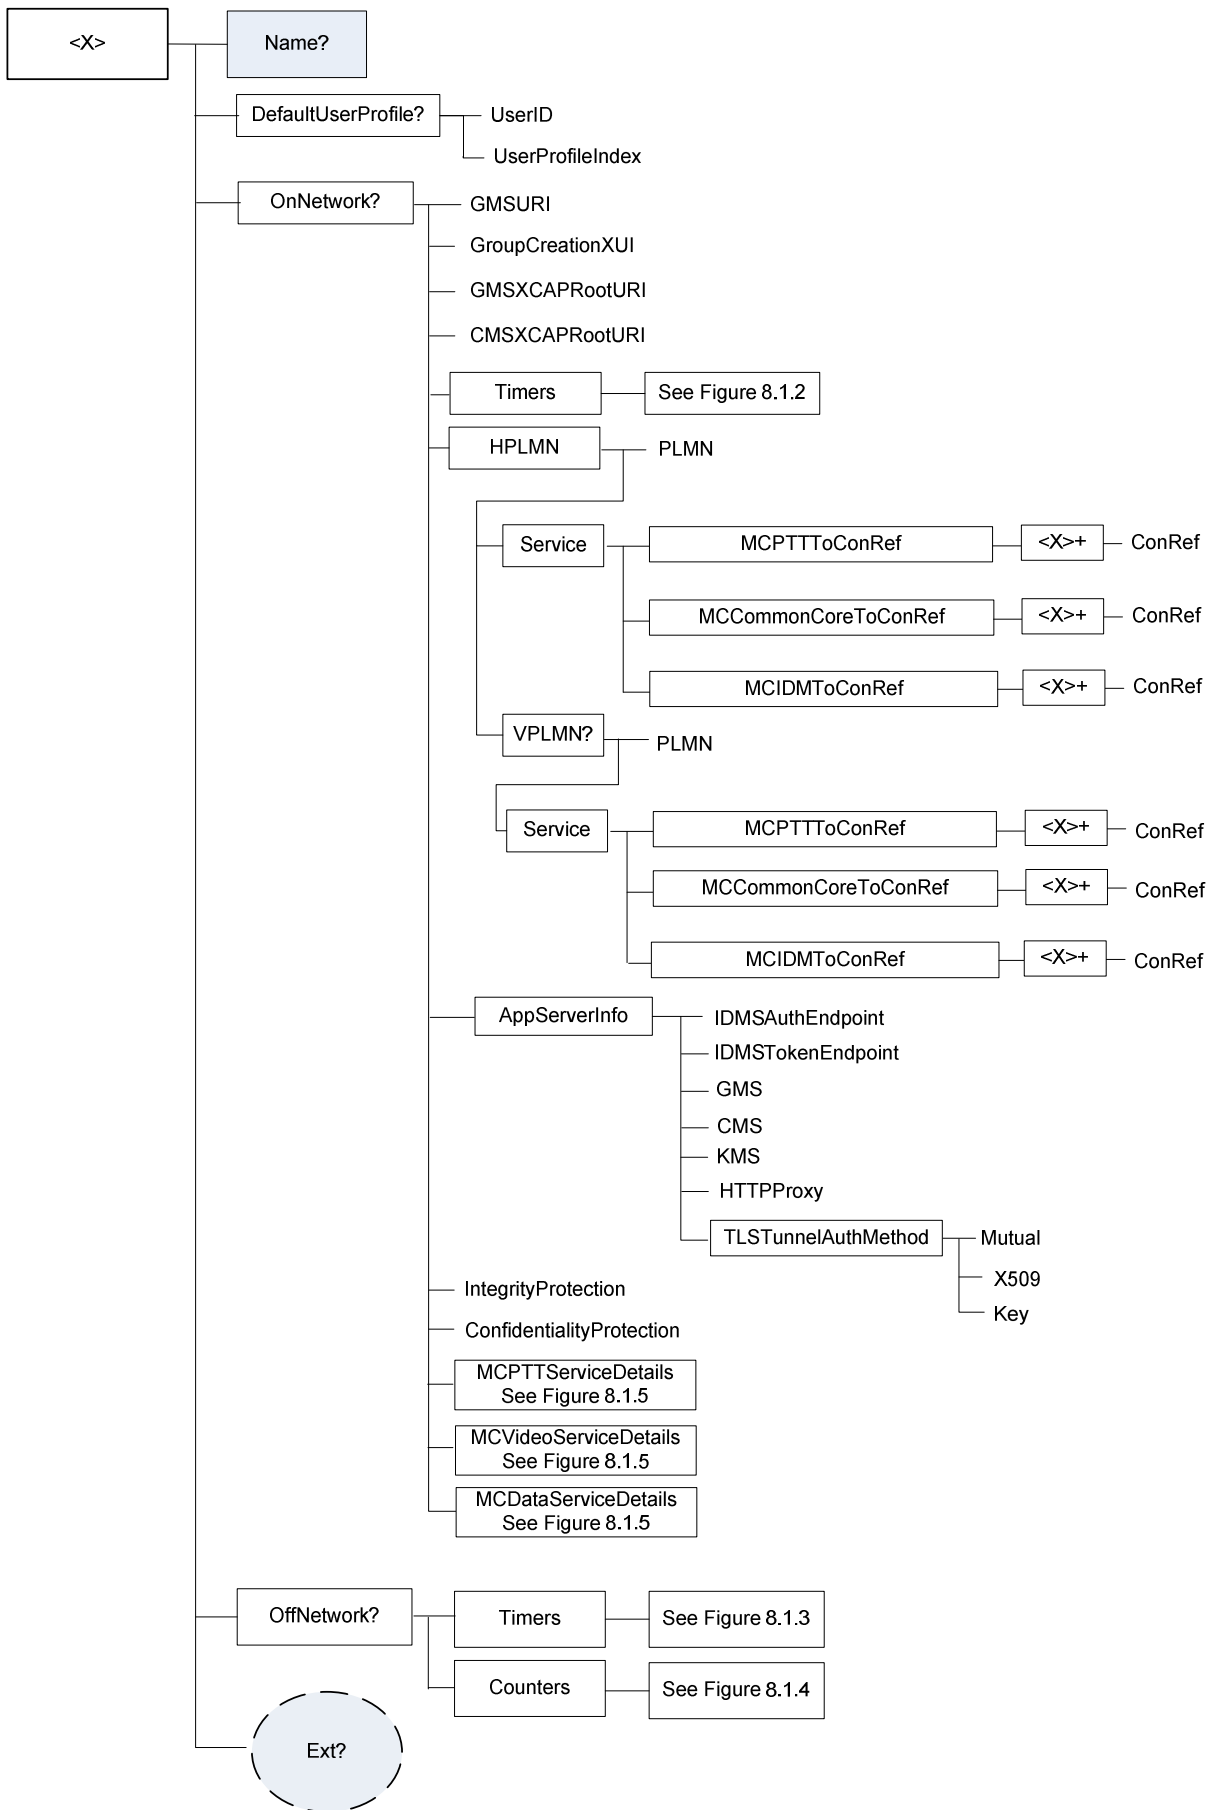 <X>
Name?
DefaultUserProfile?
UserID
UserProfileIndex
OnNetwork?
GMSURI
GroupCreationXUI
GMSXCAPRootURI
CMSXCAPRootURI
Timers
See Figure 8.1.2
HPLMN
PLMN
Service
MCPTTToConRef
<X>+
ConRef
MCCommonCoreToConRef
<X>+
ConRef
MCIDMToConRef
<X>+
ConRef
VPLMN?
PLMN
Service
MCPTTToConRef
<X>+
ConRef
MCCommonCoreToConRef
<X>+
ConRef
MCIDMToConRef
<X>+
ConRef
AppServerInfo
IDMSAuthEndpoint
IDMSTokenEndpoint
GMS
CMS
KMS
HTTPProxy
TLSTunnelAuthMethod
Mutual
X509
Key
IntegrityProtection
ConfidentialityProtection
MCPTTServiceDetails
See Figure 8.1.5
MCVideoServiceDetails
See Figure 8.1.5
MCDataServiceDetails
See Figure 8.1.5
OffNetwork?
Timers
See Figure 8.1.3
Counters
See Figure 8.1.4
Ext?